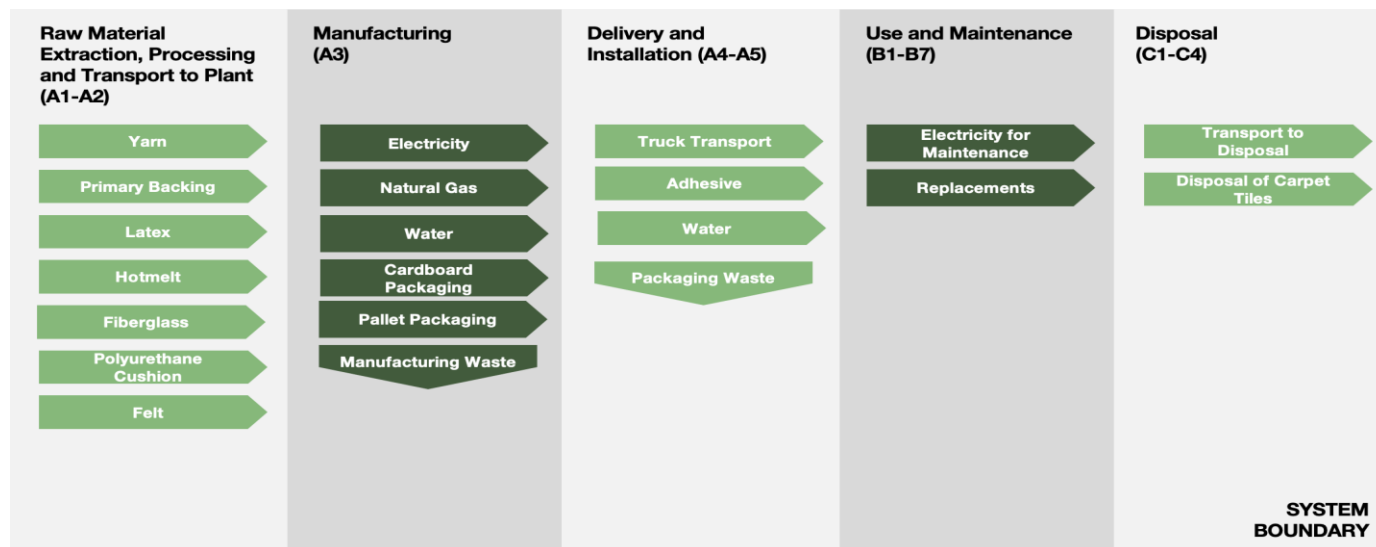 Raw Material
Extraction, Processing
and Transport to Plant
(A1-A2)
Yarn
Primary Backing
Latex
Hotmelt
Fiberglass
Polyurethane
Cushion
Felt
Manufacturing
(A3)
Electricity
Natural Gas
Water
Cardboard
Packaging
Pallet Packaging
Manufacturing Waste
Delivery and
Installation (A4-A5)
Truck Transport
Adhesive
Water
Packaging Waste
Use and Maintenance
(B1-B7)
Electricity for
Maintenance
Replacements
Disposal
(C1-C4)
Transport to
Disposal
Disposal of Carpet
Tiles
SYSTEM
BOUNDARY